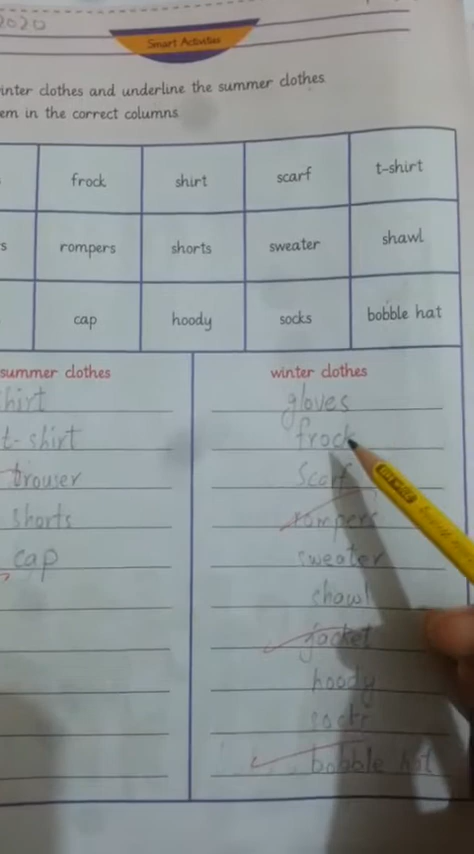 2020
Smart Activities
inter clothes and underline the summer clothes
em in the correct columns
frock shirt scarf t-shirt
s rompers shorts sweater shawl
cap hoody socks bobble hat
summer clothes winter clothes
hirt gloves
t-shirt frock
trouser Scarf
shorts rompers
cap sweater
shawl
jacket
hoody
socks
bobble hat